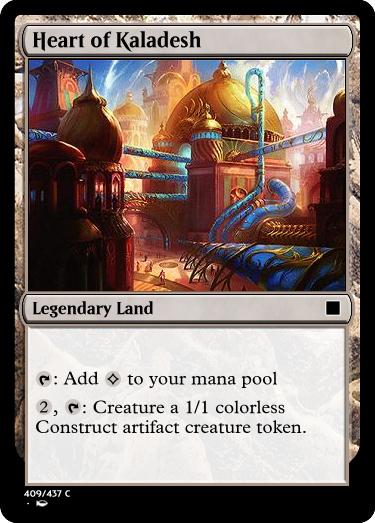 Heart of Kaladesh
Legendary Land
: Add to your mana pool
2, : Creature a 1/1 colorless
Construct artifact creature token.
409/437 C